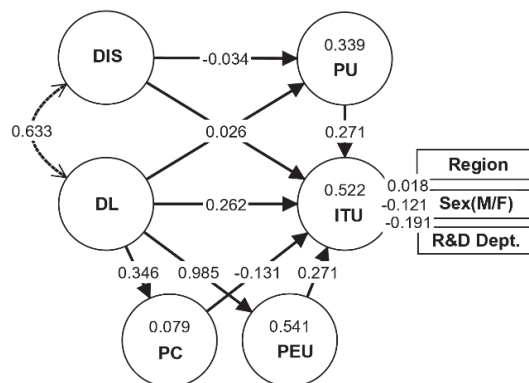 DIS
-0.034
0.339
PU
0.633
0.026
0.271
DL
0.262
0.522
ITU
0.018
-0.121
-0.191
Region
Sex(M/F)
R&D Dept.
0.346
0.985
-0.131
0.271
0.079
PC
0.541
PEU